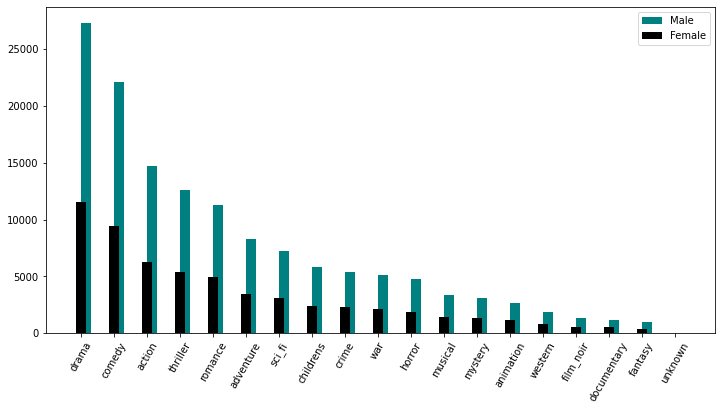 Male
Female
25000
20000
15000
10000
5000
0
drama
comedy
action
thriller
romance
adventure
sci_fi
childrens
crime
war
horror
musical
mystery
animation
western
film_noir
documentary
fantasy
unknown